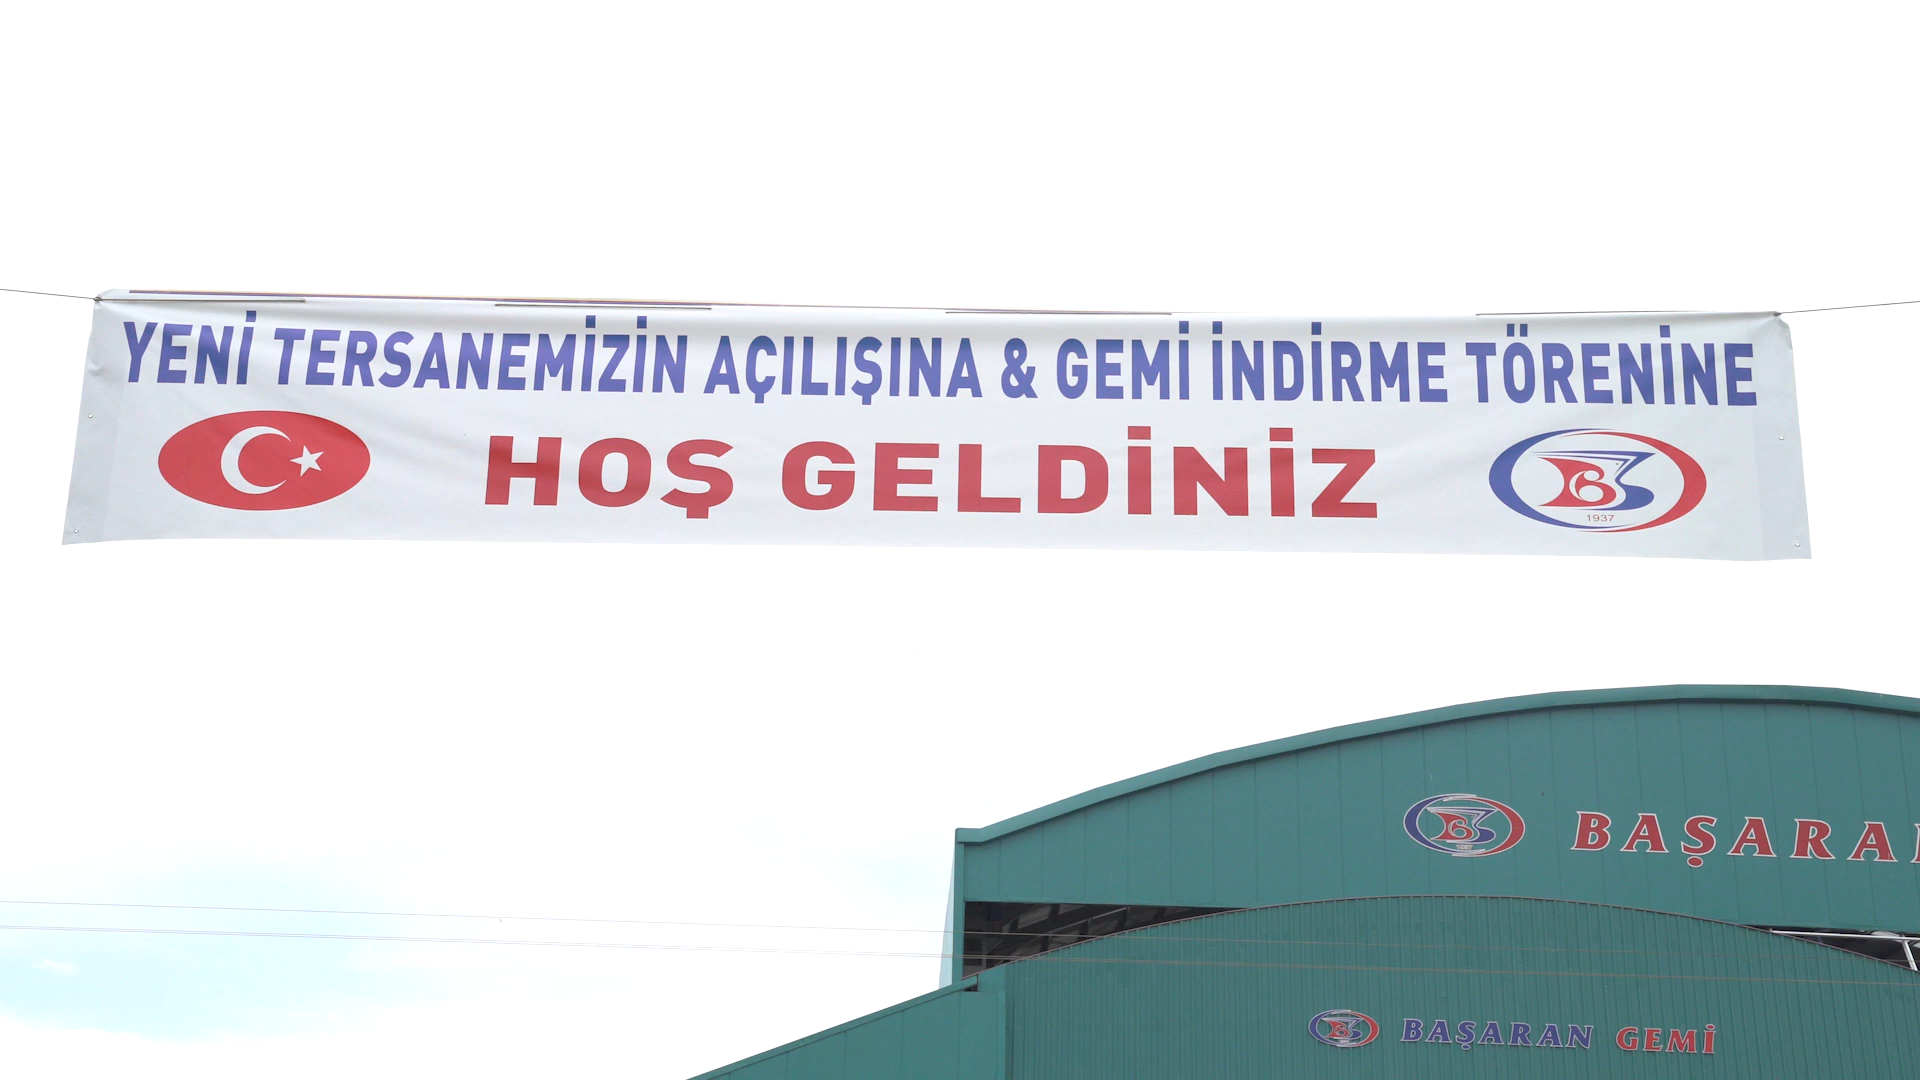 YENİ TERSANEMİZİN AÇILIŞINA & GEMİ İNDİRME TÖRENİNE
HOŞ GELDİNİZ
1937
BAŞARAN
BAŞARAN GEMİ